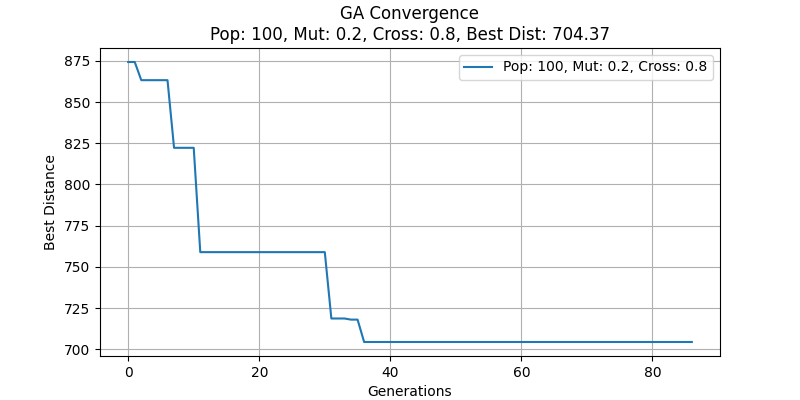 GA Convergence
Pop: 100, Mut: 0.2, Cross: 0.8, Best Dist: 704.37
Pop: 100, Mut: 0.2, Cross: 0.8
875
850
825
800
775
750
725
700
Best Distance
0 20 40 60 80
Generations